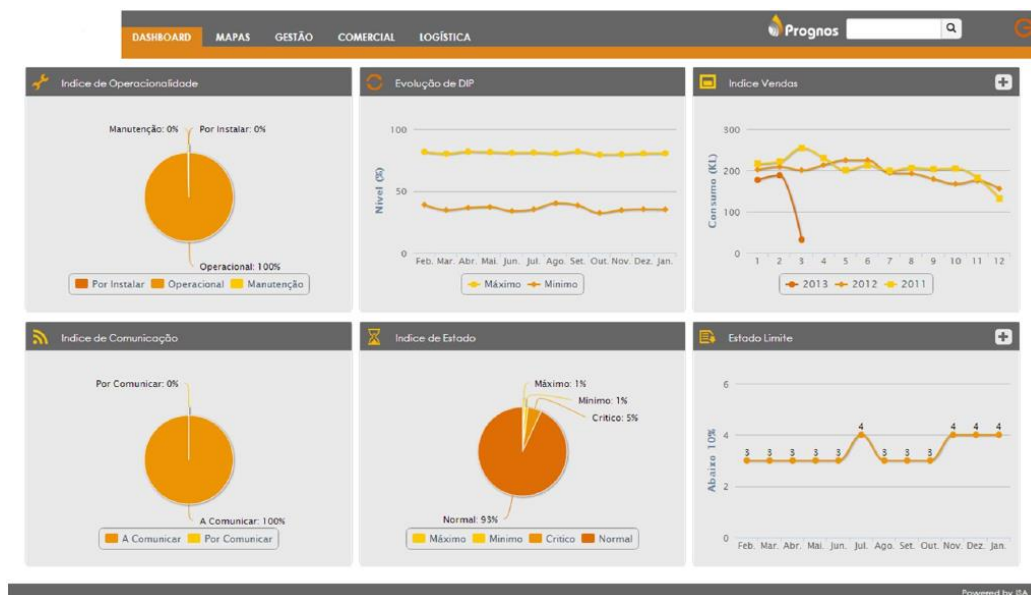 DASHBOARD MAPAS GESTÃO COMERCIAL LOGÍSTICA Prognos
Indice de Operacionalidade
Manutenção: 0% Por Instalar: 0%
Operacional: 100%
Por Instalar Operacional Manutenção
Evolução de DIP
Nivel (%)
100
50
0
Feb. Mar. Abr. Mai. Jun. Jul. Ago. Set. Out. Nov. Dez. Jan.
Máximo Minimo
Indice Vendas
Consumo (KL)
300
200
100
0
1 2 3 4 5 6 7 8 9 10 11 12
2013 2012 2011
Indice de Comunicação
Por Comunicar: 0%
A Comunicar: 100%
A Comunicar Por Comunicar
Indice de Estado
Máximo: 1%
Minimo: 1%
Critico: 5%
Normal: 93%
Máximo Minimo Critico Normal
Estado Limite
Abaixo 10%
6
4
2
0
3 3 3 3 3 4 3 3 3 4 4 4
Feb. Mar. Abr. Mai. Jun. Jul. Ago. Set. Out. Nov. Dez. Jan.
Powered by ISA